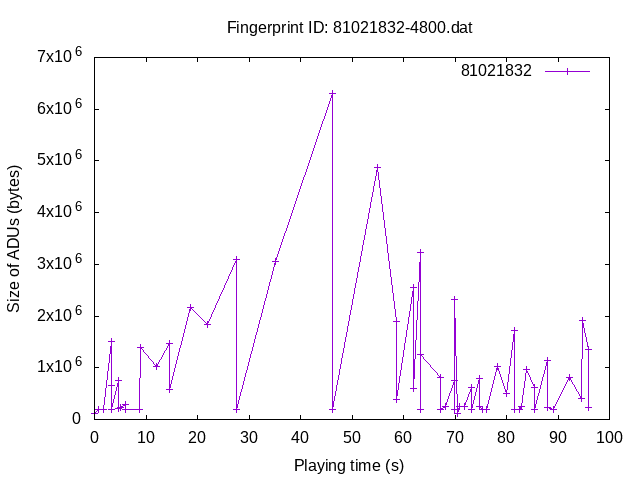 Fingerprint ID: 81021832-4800.dat
81021832
7x10^6
6x10^6
5x10^6
4x10^6
3x10^6
2x10^6
1x10^6
0
Size of ADUs (bytes)
0 10 20 30 40 50 60 70 80 90 100
Playing time (s)